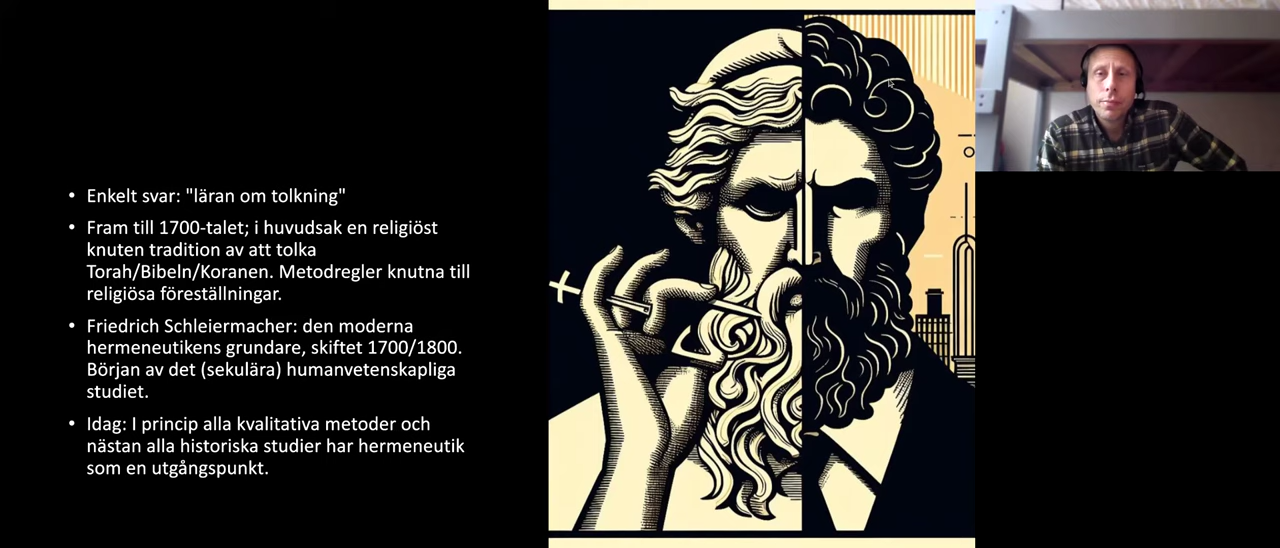 • Enkelt svar: "läran om tolkning"
• Fram till 1700-talet; i huvudsak en religiöst
knuten tradition av att tolka
Torah/Bibeln/Koranen. Metodregler knutna till
religiösa föreställningar.
• Friedrich Schleiermacher: den moderna
hermeneutikens grundare, skiftet 1700/1800.
Början av det (sekulära) humanvetenskapliga
studiet.
• Idag: I princip alla kvalitativa metoder och
nästan alla historiska studier har hermeneutik
som en utgångspunkt.